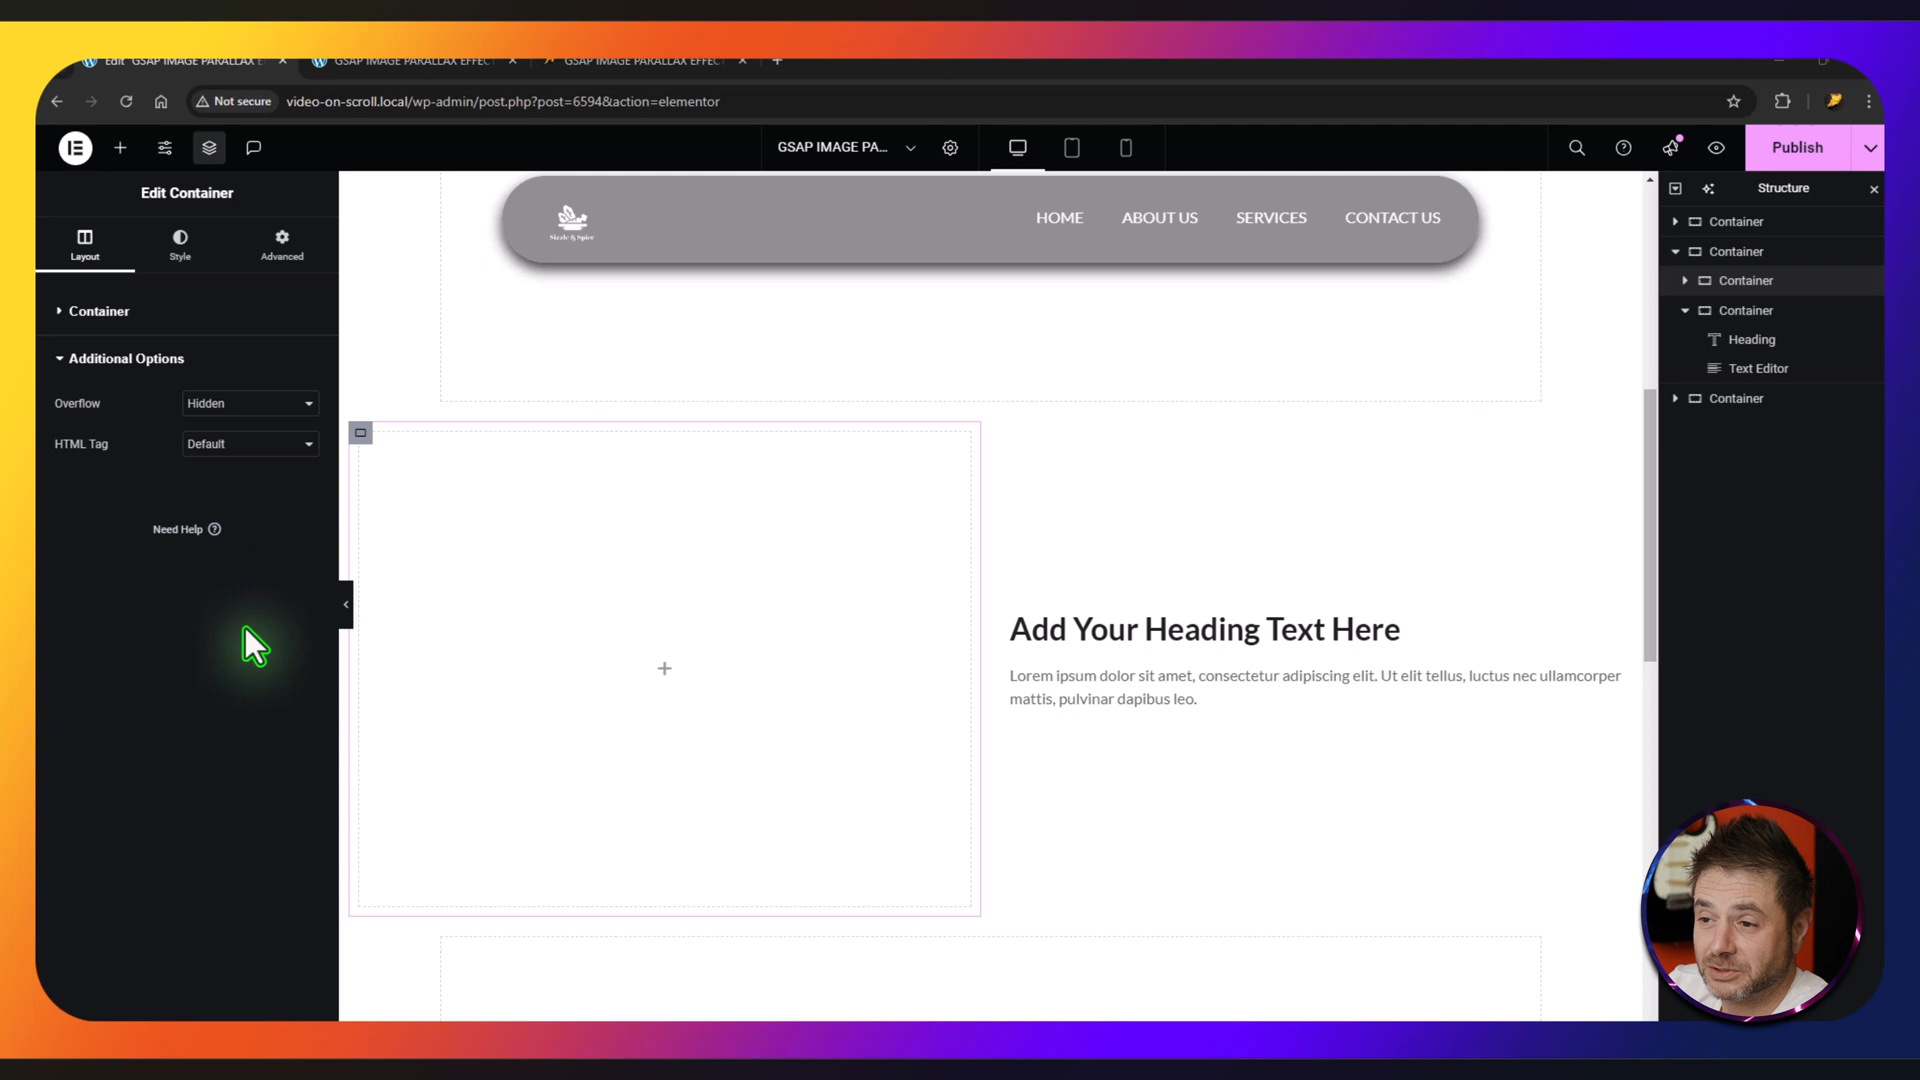 Edit "GSAP IMAGE PARALLAX E
GSAP IMAGE PARALLAX EFFECT
GSAP IMAGE PARALLAX EFFECT
Not secure
video-on-scroll.local/wp-admin/post.php?post=6594&action=elementor
GSAP IMAGE PA...
Publish
Edit Container
Structure
Layout
Style
Advanced
Container
Additional Options
Overflow
Hidden
HTML Tag
Default
Need Help
Sizzle & Spice
HOME
ABOUT US
SERVICES
CONTACT US
Add Your Heading Text Here
Lorem ipsum dolor sit amet, consectetur adipiscing elit. Ut elit tellus, luctus nec ullamcorper
mattis, pulvinar dapibus leo.
Container
Container
Container
Container
Heading
Text Editor
Container